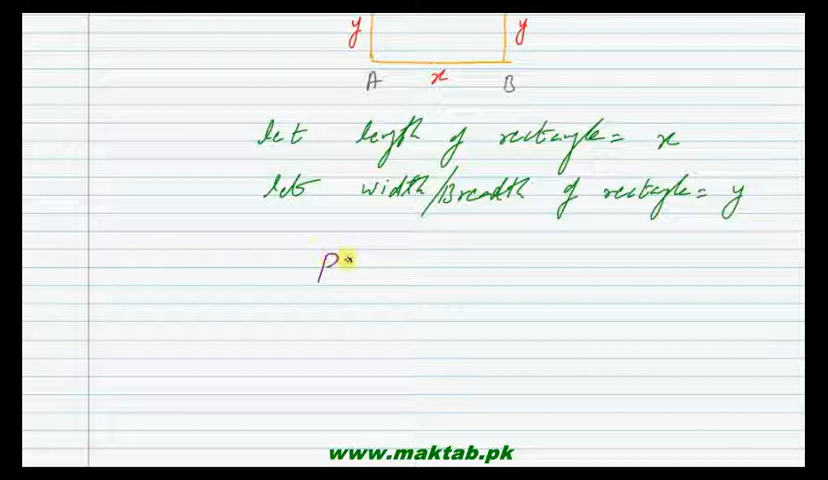 y y
A x B
let length of rectangle = x
let width/Breadth of rectangle = y
P
www.maktab.pk